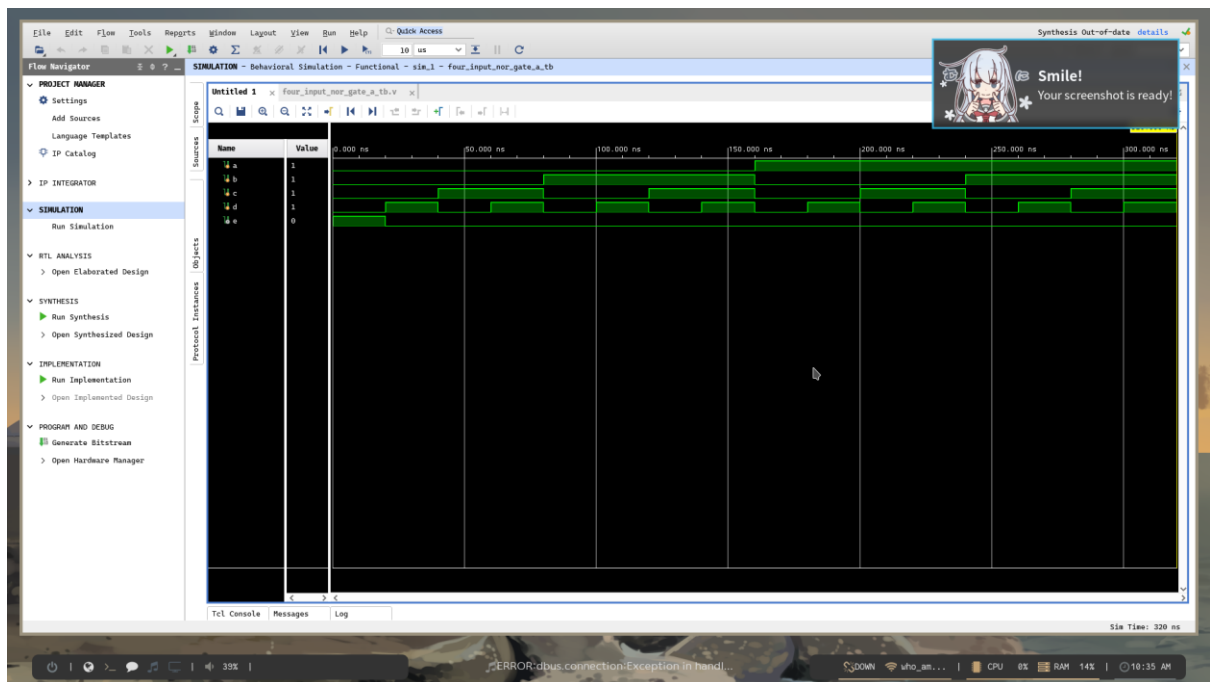 File Edit Flow Tools Reports Window Layout View Run Help Quick Access
Synthesis Out-of-date details
10 us
Flow Navigator
SIMULATION - Behavioral Simulation - Functional - sim_1 - four_input_nor_gate_a_tb
Smile!
Your screenshot is ready!
PROJECT MANAGER
Settings
Add Sources
Language Templates
IP Catalog
IP INTEGRATOR
SIMULATION
Run Simulation
RTL ANALYSIS
Open Elaborated Design
SYNTHESIS
Run Synthesis
Open Synthesized Design
IMPLEMENTATION
Run Implementation
Open Implemented Design
PROGRAM AND DEBUG
Generate Bitstream
Open Hardware Manager
Scope
Sources
Objects
Protocol Instances
Untitled 1 four_input_nor_gate_a_tb.v
Name Value 0.000 ns 50.000 ns 100.000 ns 150.000 ns 200.000 ns 250.000 ns 300.000 ns
a 1
b 1
c 1
d 1
e 0
Tcl Console Messages Log
Sim Time: 320 ns
39%
ERROR:dbus.connection:Exception in handl...
DOWN who_am... | CPU 0% RAM 14% | 10:35 AM